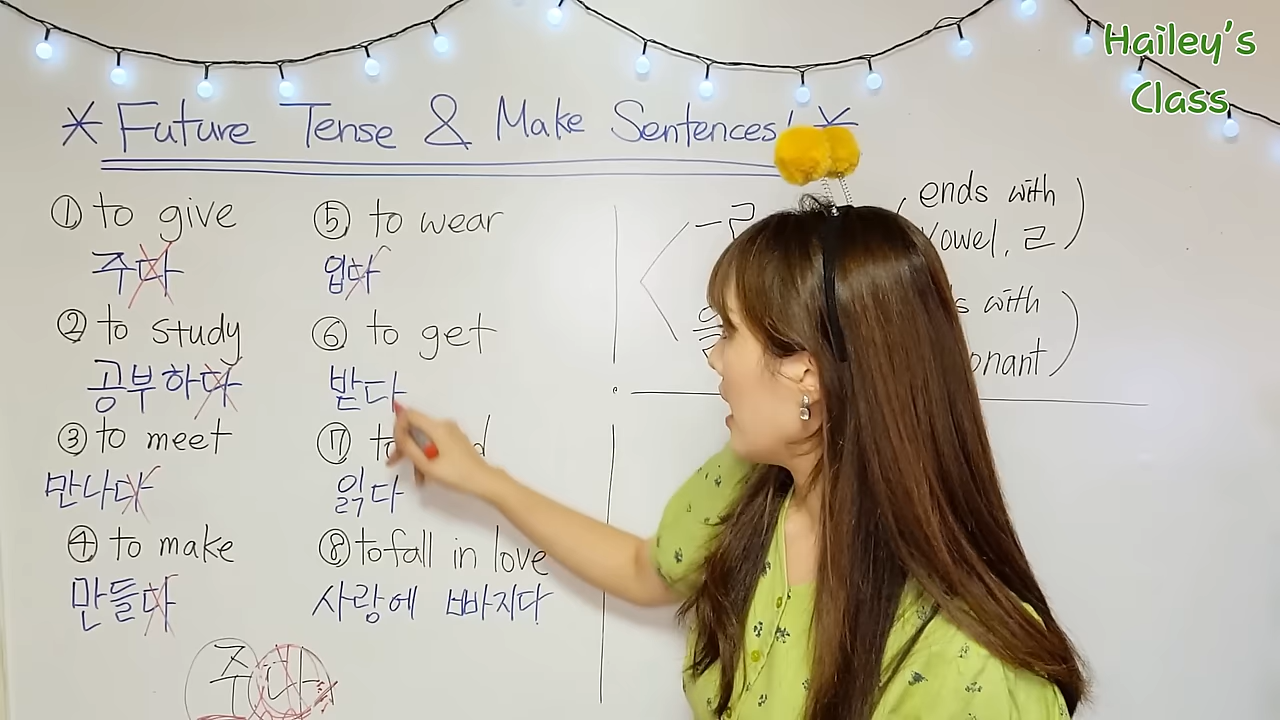 Hailey's
Class
* Future Tense & Make Sentences! *
① to give
주다
② to study
공부하다
③ to meet
만나다
④ to make
만들다
주다
⑤ to wear
입다
⑥ to get
받다
⑦ to
읽다
⑧ to fall in love
사랑에 빠지다
-ㄹ
ends with
vowel, ㄹ)
with
)